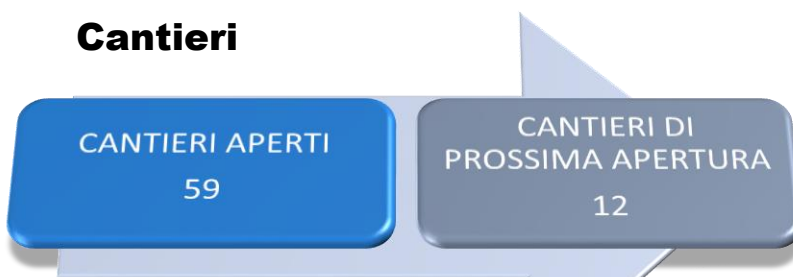 Cantieri
CANTIERI APERTI
59
CANTIERI DI
PROSSIMA APERTURA
12